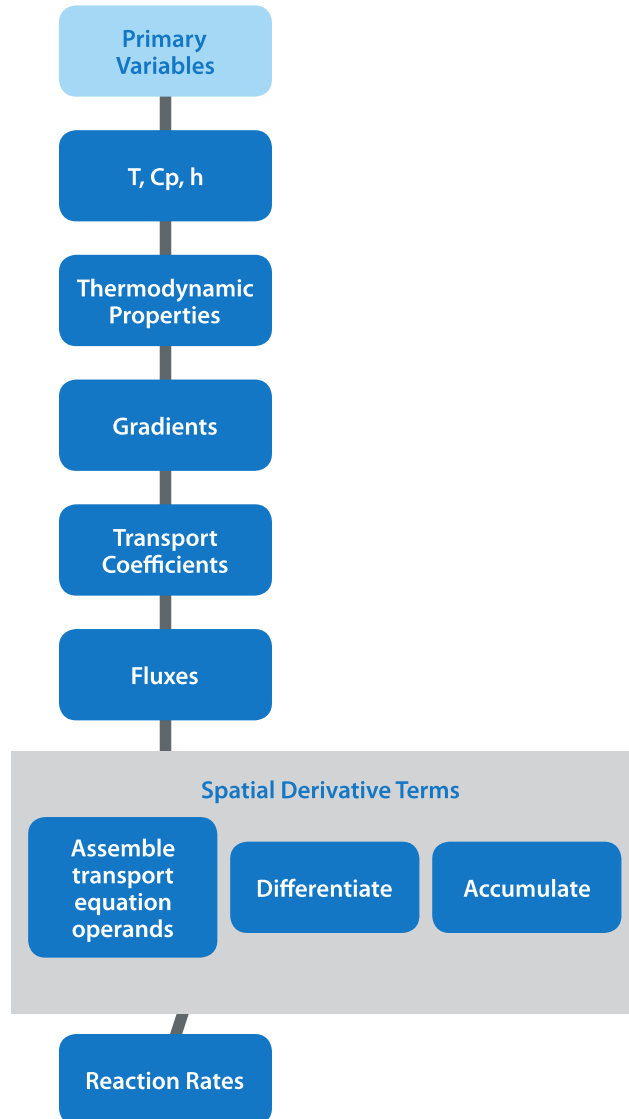 Primary
Variables
T, Cp, h
Thermodynamic
Properties
Gradients
Transport
Coefficients
Fluxes
Spatial Derivative Terms
Assemble
transport
equation
operands
Differentiate
Accumulate
Reaction Rates